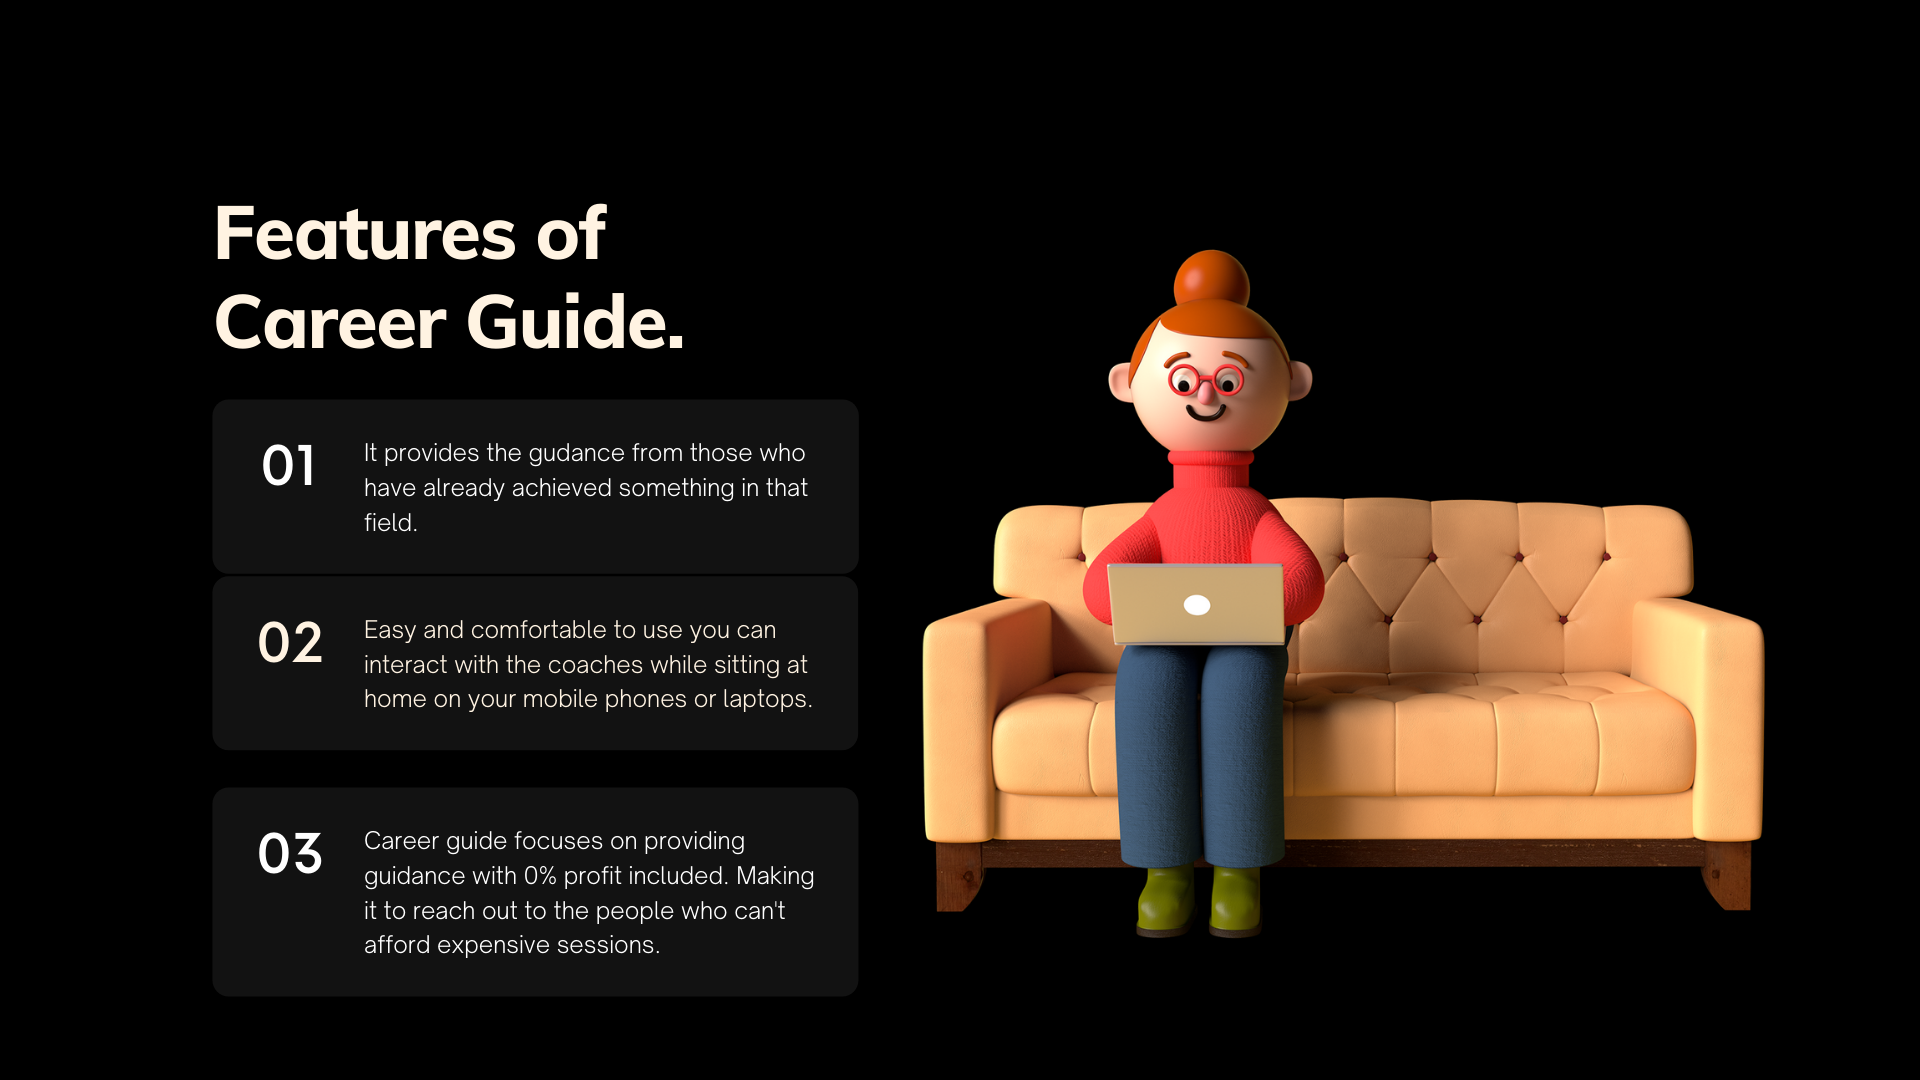 Features of
Career Guide.
01
It provides the gudance from those who
have already achieved something in that
field.
02
Easy and comfortable to use you can
interact with the coaches while sitting at
home on your mobile phones or laptops.
03
Career guide focuses on providing
guidance with 0% profit included. Making
it to reach out to the people who can't
afford expensive sessions.